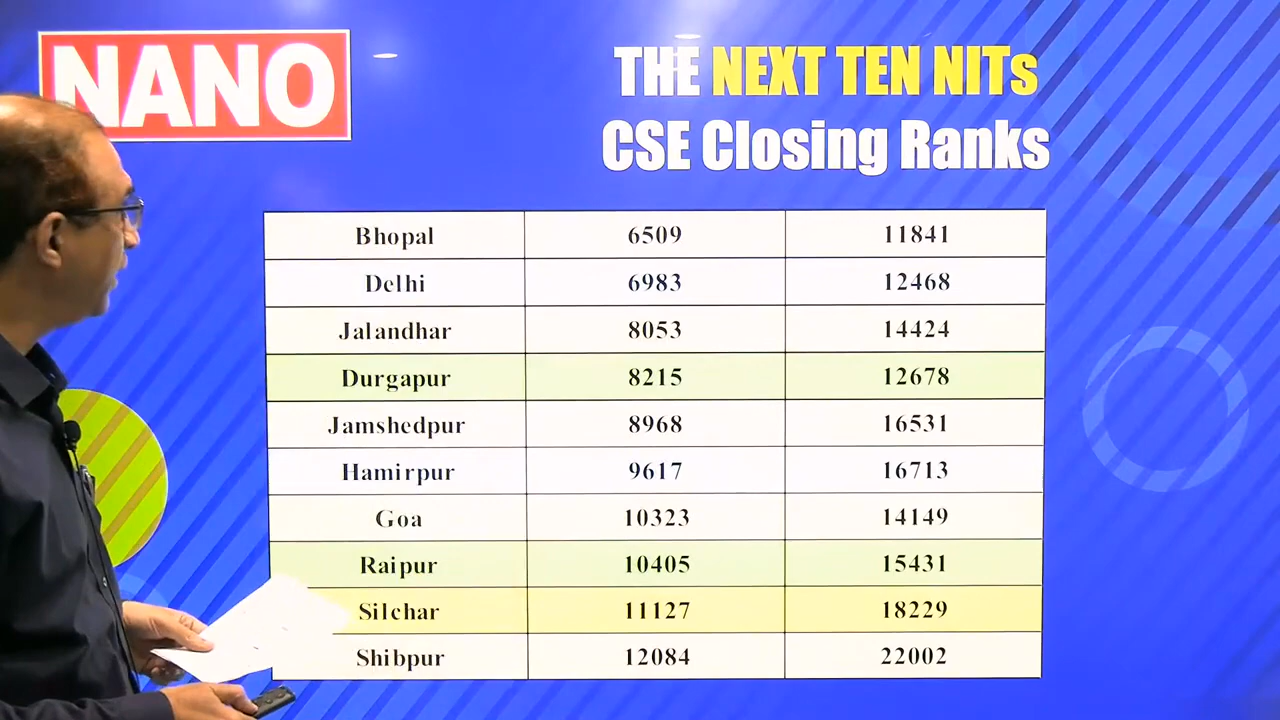 NANO
THE NEXT TEN NITs
CSE Closing Ranks
Bhopal 6509 11841
Delhi 6983 12468
Jalandhar 8053 14424
Durgapur 8215 12678
Jamshedpur 8968 16531
Hamirpur 9617 16713
Goa 10323 14149
Raipur 10405 15431
Silchar 11127 18229
Shibpur 12084 22002